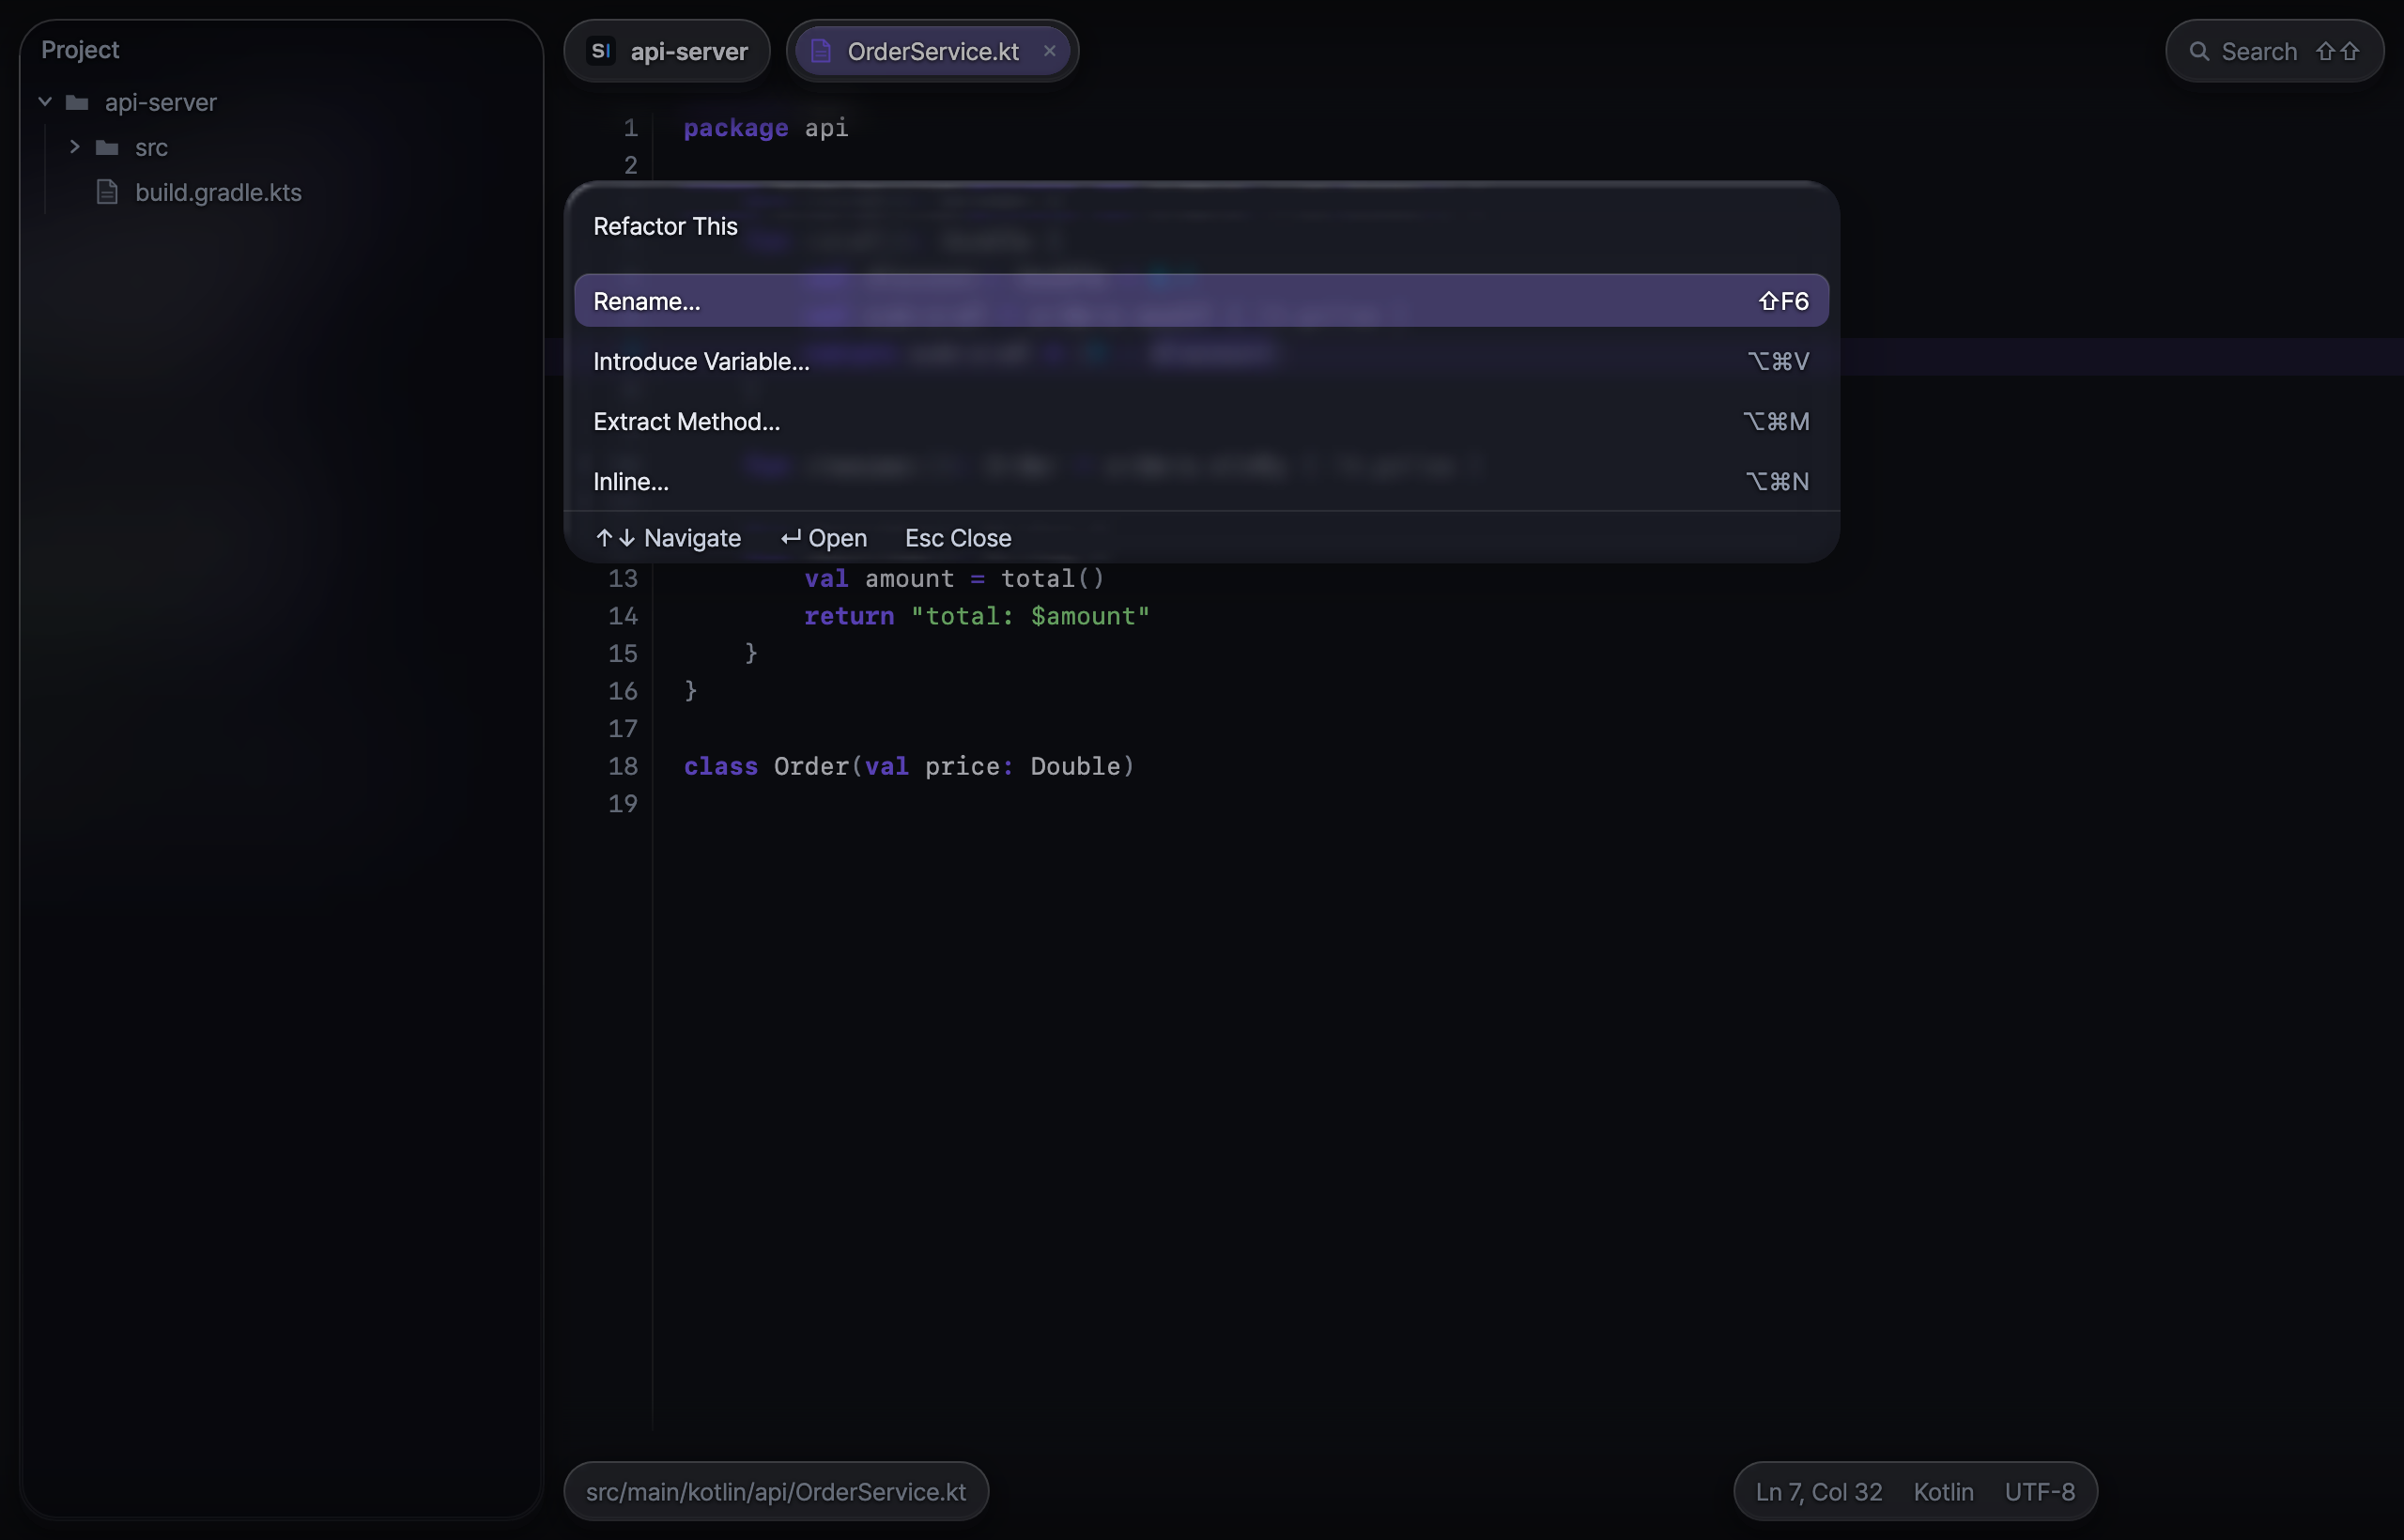 Project
api-server
src
build.gradle.kts
SI api-server
OrderService.kt ×
Search ⇧⇧
1 package api
2
Refactor This
Rename... ⇧F6
Introduce Variable... ⌥⌘V
Extract Method... ⌥⌘M
Inline... ⌥⌘N
↑↓ Navigate ↵ Open Esc Close
13 val amount = total()
14 return "total: $amount"
15 }
16 }
17
18 class Order(val price: Double)
19
src/main/kotlin/api/OrderService.kt
Ln 7, Col 32 Kotlin UTF-8